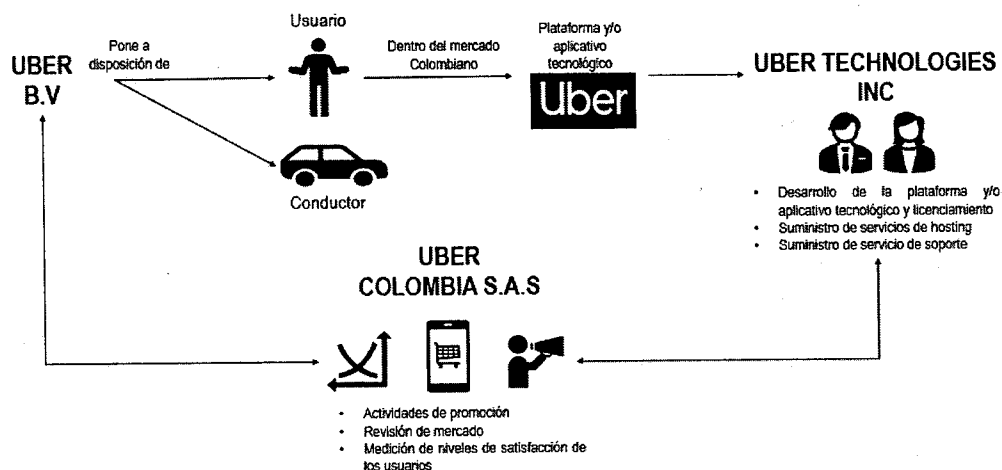 UBER
B.V
Pone a
disposición de
Usuario
Conductor
Dentro del mercado
Colombiano
Plataforma y/o
aplicativo
tecnológico
Uber
UBER TECHNOLOGIES
INC
• Desarrollo de la plataforma y/o
aplicativo tecnológico y licenciamiento
• Suministro de servicios de hosting
• Suministro de servicio de soporte
UBER
COLOMBIA S.A.S
• Actividades de promoción
• Revisión de mercado
• Medición de niveles de satisfacción de
los usuarios